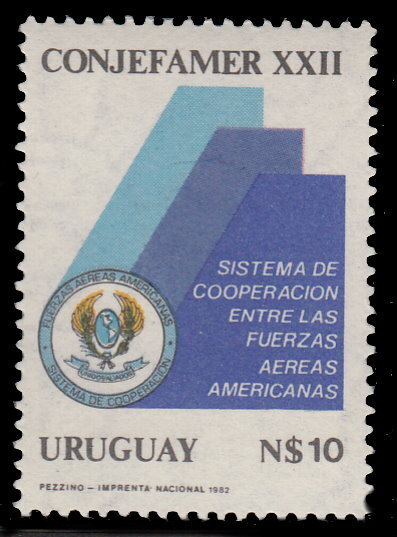 CONJEFAMER XXII
SISTEMA DE
COOPERACION
ENTRE LAS
FUERZAS
AEREAS
AMERICANAS
• FUERZAS AEREAS AMERICANAS •
SISTEMA DE COOPERACION
URUGUAY N$10
PEZZINO – IMPRENTA NACIONAL 1982